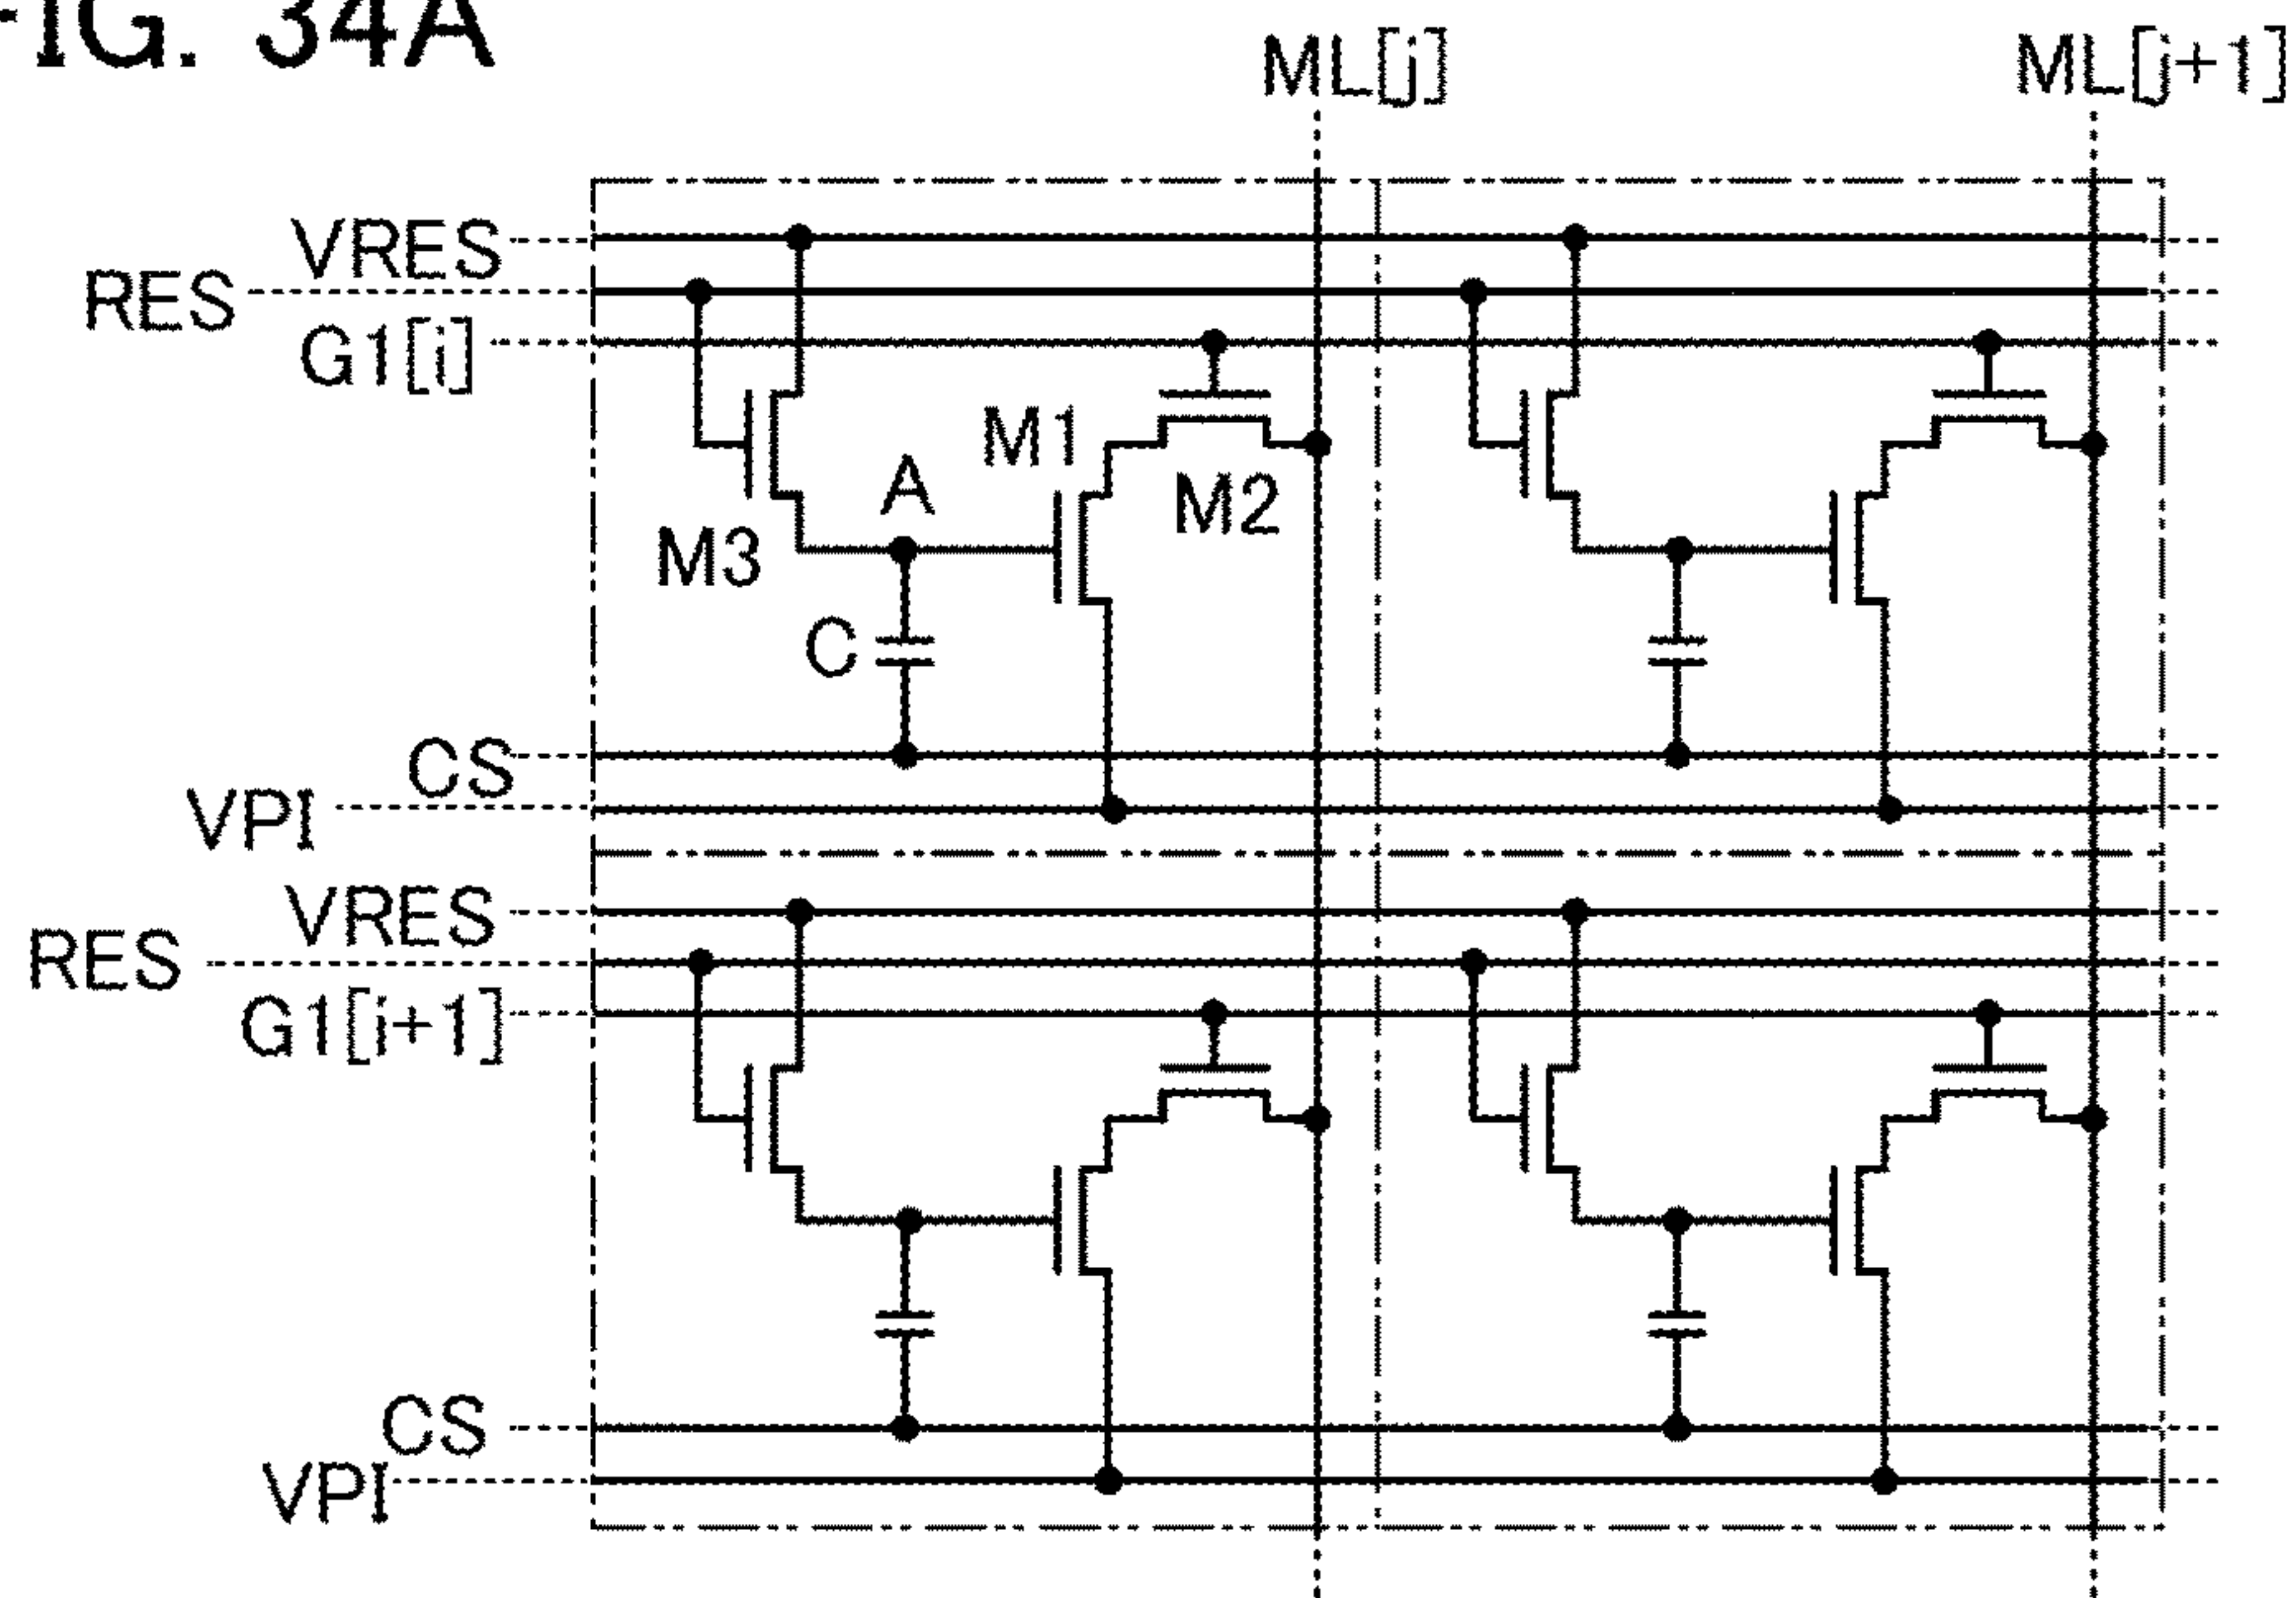 FIG. 34A
ML[j]
ML[j+1]
VRES
RES
G1[i]
M1
A
M2
M3
C
CS
VPI
VRES
RES
G1[i+1]
CS
VPI